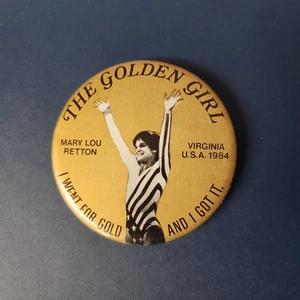 THE GOLDEN GIRL
MARY LOU
RETTON
VIRGINIA
U.S.A. 1984
I WENT FOR GOLD
AND I GOT IT.